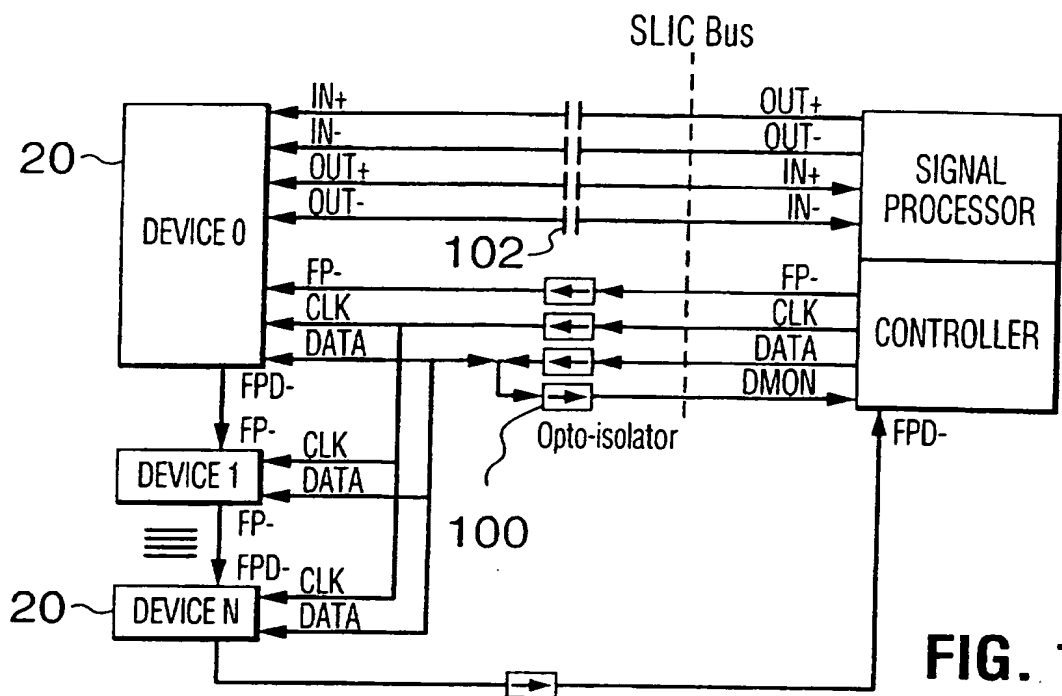 SLIC Bus
IN+ OUT+
IN- OUT-
OUT+ IN+
OUT- IN-
20
DEVICE 0
SIGNAL
PROCESSOR
102
FP- FP-
CLK CLK
DATA DATA
DMON
CONTROLLER
FPD-
Opto-isolator
FPD-
FP-
CLK
DEVICE 1
DATA
100
FP-
FPD-
CLK
20
DEVICE N
DATA
FIG.